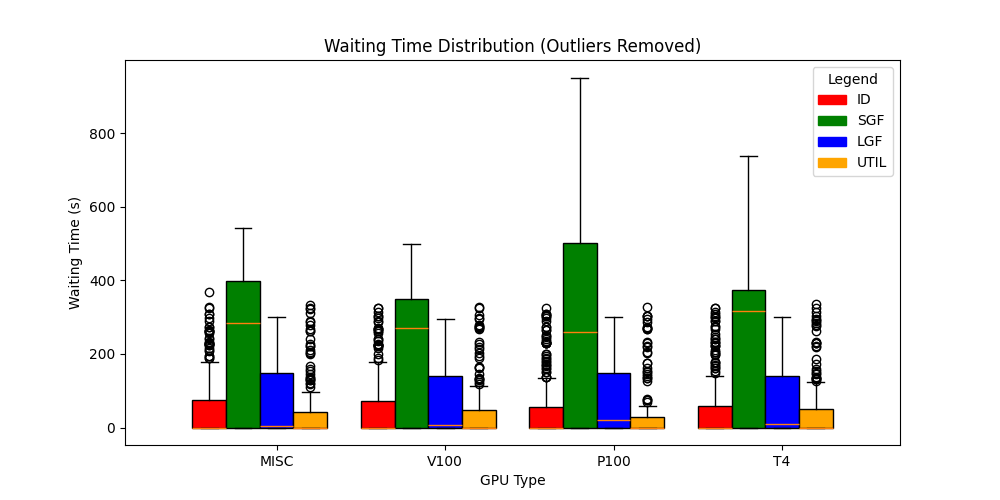 Waiting Time Distribution (Outliers Removed)
Legend
ID
SGF
LGF
UTIL
Waiting Time (s)
800
600
400
200
0
MISC
V100
P100
T4
GPU Type